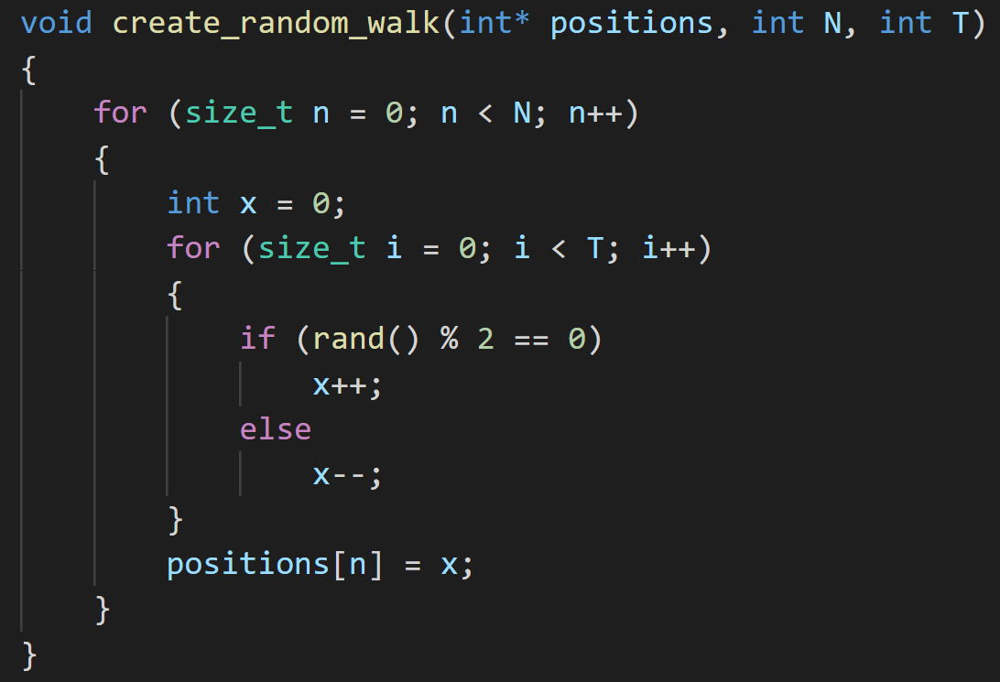 void create_random_walk(int* positions, int N, int T)
{
    for (size_t n = 0; n < N; n++)
    {
        int x = 0;
        for (size_t i = 0; i < T; i++)
        {
            if (rand() % 2 == 0)
                x++;
            else
                x--;
        }
        positions[n] = x;
    }
}